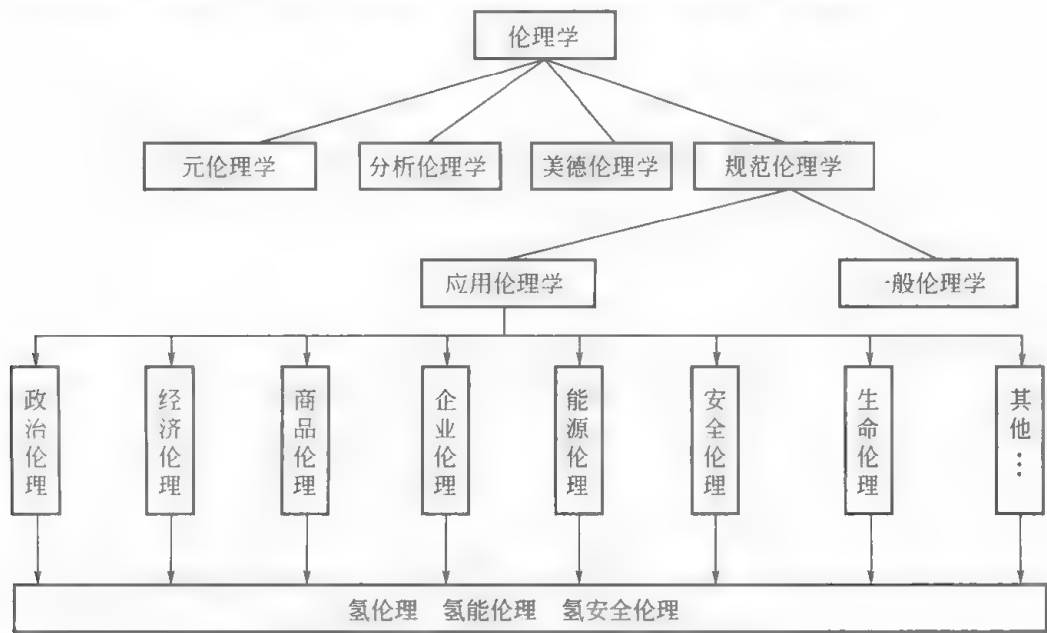 伦理学
元伦理学
分析伦理学
美德伦理学
规范伦理学
应用伦理学
一般伦理学
政治伦理
经济伦理
商品伦理
企业伦理
能源伦理
安全伦理
生命伦理
其他…
氢伦理 氢能伦理 氢安全伦理